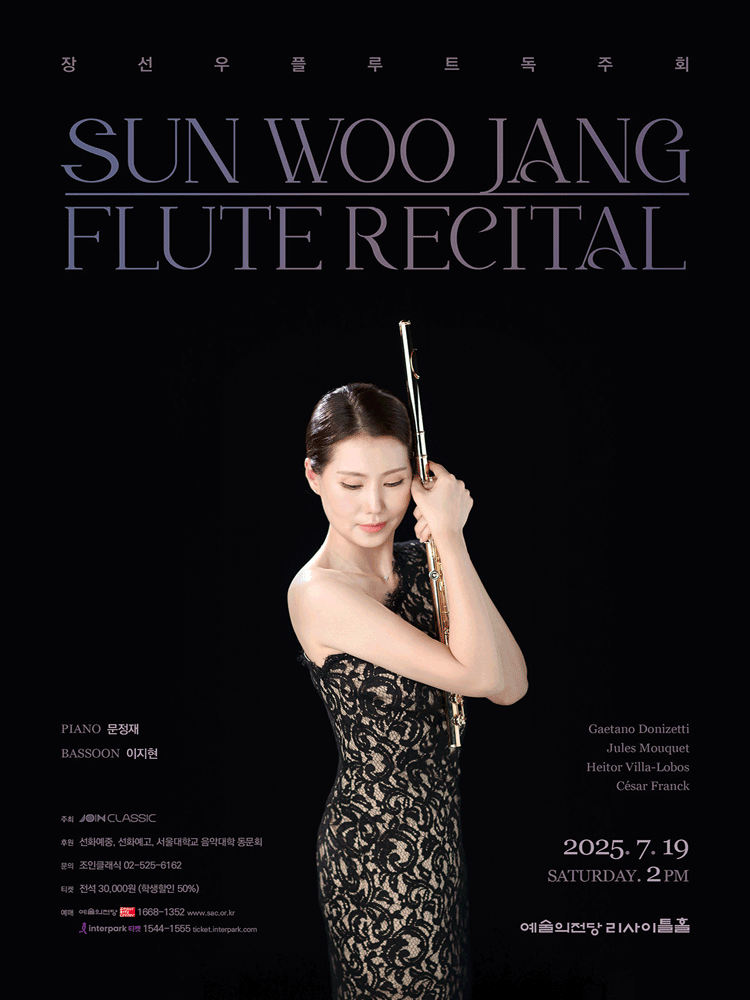 장선우플루트독주회
SUN WOO JANG
FLUTE RECITAL
PIANO 문정재
BASSOON 이지현
Gaetano Donizetti
Jules Mouquet
Heitor Villa-Lobos
César Franck
주최 JOIN CLASSIC
후원 선화예중, 선화예고, 서울대학교 음악대학 동문회
문의 조인클래식 02-525-6162
티켓 전석 30,000원 (학생할인 50%)
예매 예술의전당 1668-1352 www.sac.or.kr
interpark 티켓 1544-1555 ticket.interpark.com
2025. 7. 19
SATURDAY. 2 PM
예술의전당 리사이틀홀